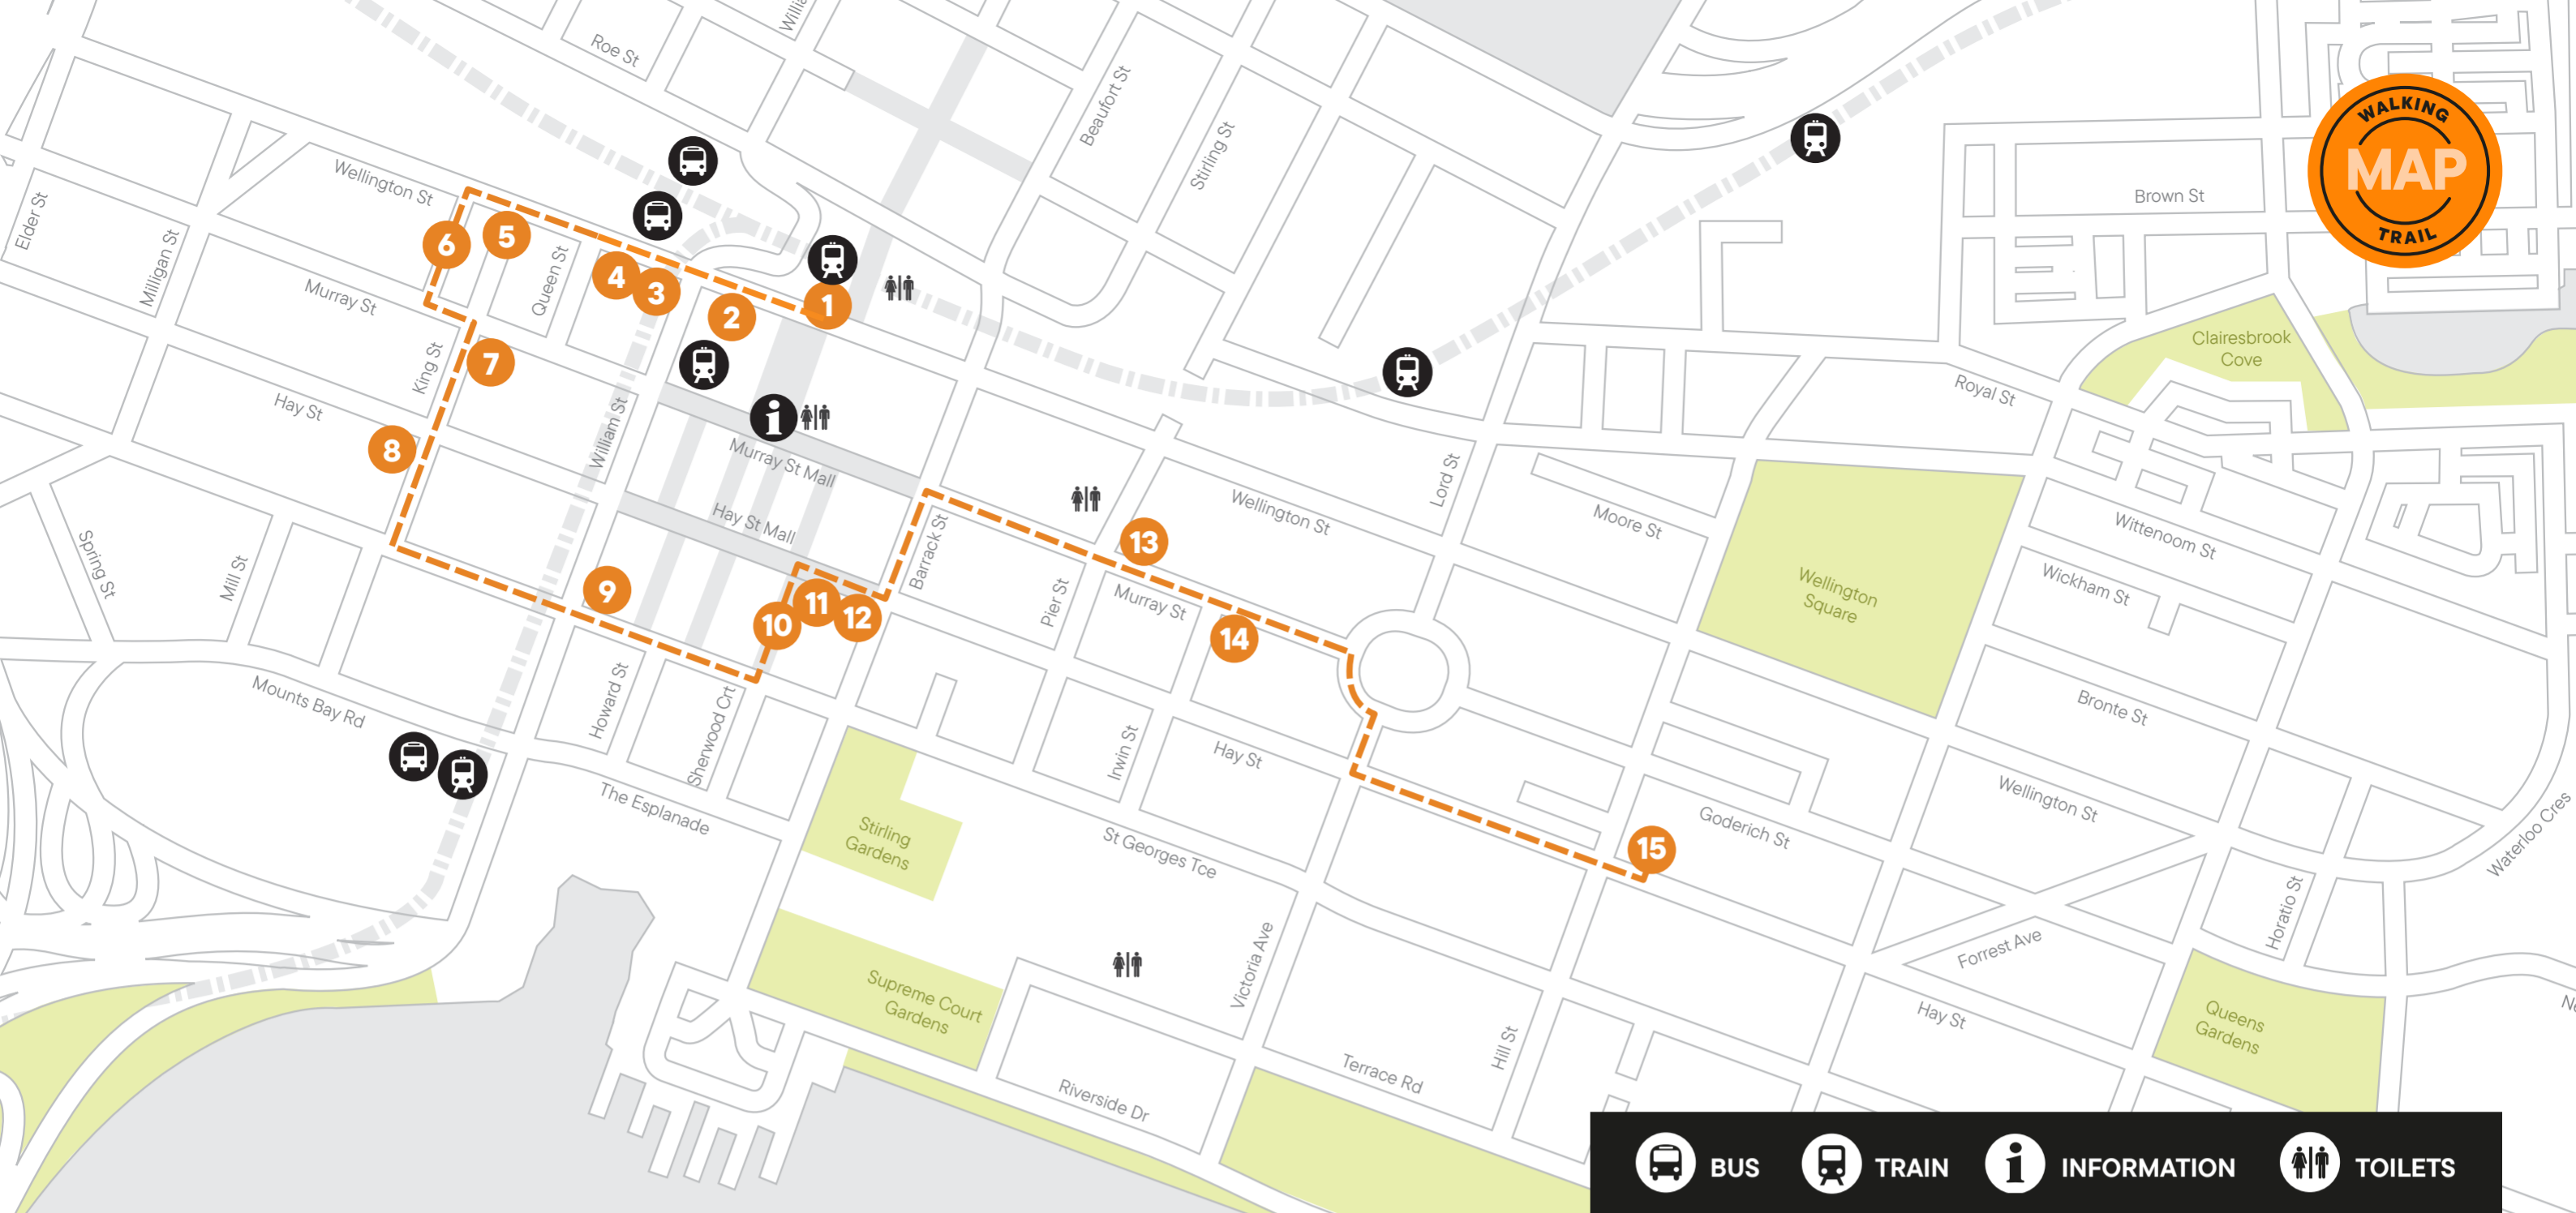 Roe St
Beaufort St
Stirling St
WALKING
MAP
TRAIL
Brown St
Wellington St
Elder St
Milligan St
6
5
Queen St
4
3
2
1
Murray St
King St
7
Clairesbrook
Cove
Royal St
Hay St
8
William St
Murray St Mall
Hay St Mall
Barrack St
Wellington St
Lord St
Moore St
Wittenoom St
Spring St
Mill St
13
Pier St
Murray St
Wellington
Square
Wickham St
9
10
11
12
14
Bronte St
Mounts Bay Rd
Howard St
Sherwood Crt
Irwin St
Hay St
The Esplanade
Stirling
Gardens
St Georges Tce
15
Goderich St
Wellington St
Waterloo Cres
Horatio St
Forrest Ave
Victoria Ave
Supreme Court
Gardens
Hay St
Queens
Gardens
Hill St
Terrace Rd
Riverside Dr
BUS
TRAIN
i INFORMATION
TOILETS